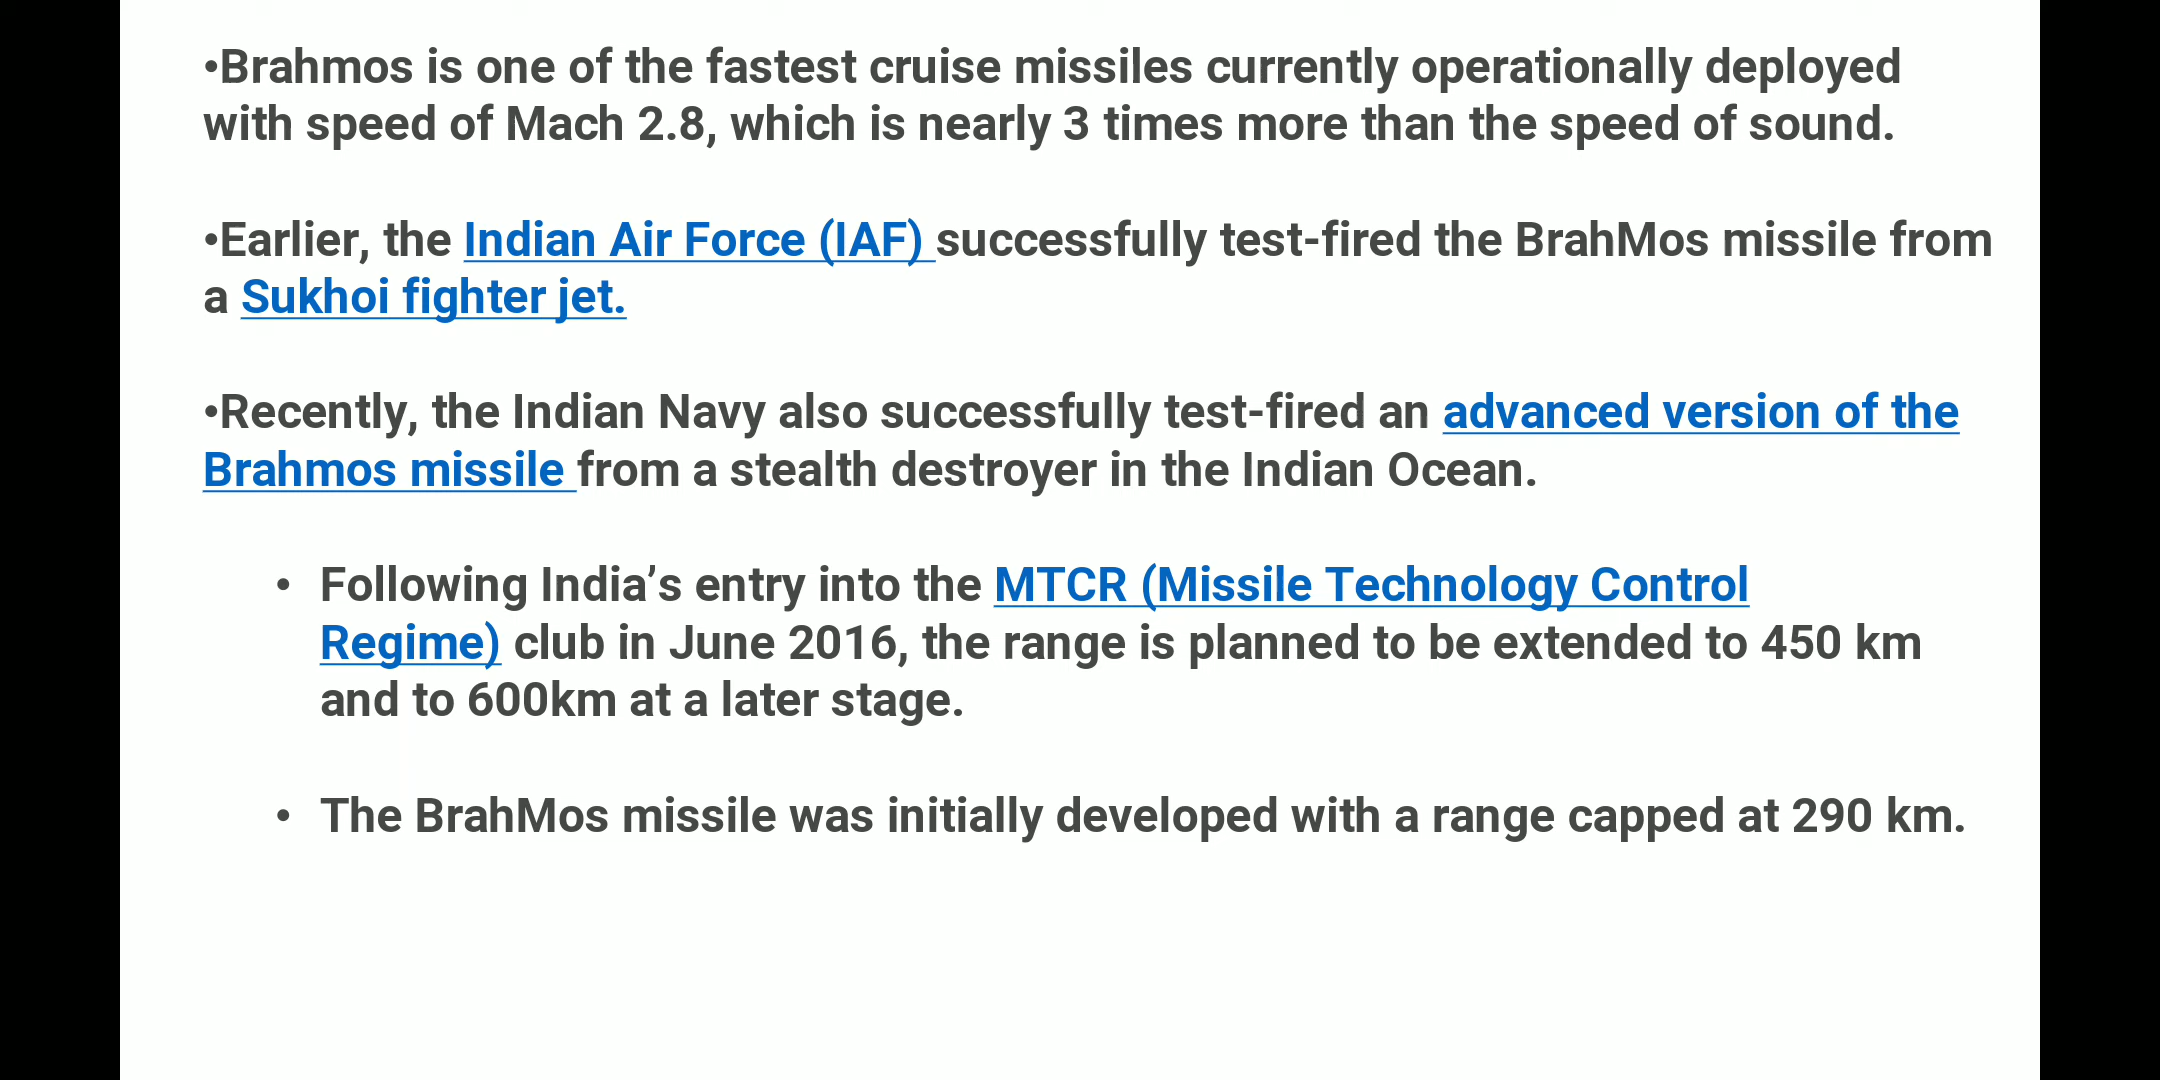 •Brahmos is one of the fastest cruise missiles currently operationally deployed
with speed of Mach 2.8, which is nearly 3 times more than the speed of sound.
•Earlier, the Indian Air Force (IAF) successfully test-fired the BrahMos missile from
a Sukhoi fighter jet.
•Recently, the Indian Navy also successfully test-fired an advanced version of the
Brahmos missile from a stealth destroyer in the Indian Ocean.
• Following India’s entry into the MTCR (Missile Technology Control
Regime) club in June 2016, the range is planned to be extended to 450 km
and to 600km at a later stage.
• The BrahMos missile was initially developed with a range capped at 290 km.